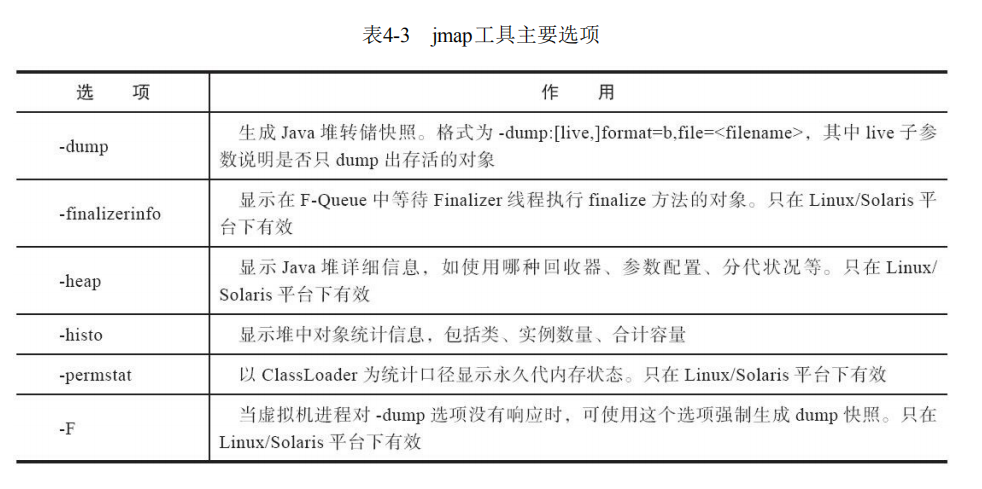 表4-3 jmap工具主要选项
选 项 作 用
-dump 生成 Java 堆转储快照。格式为 -dump:[live,]format=b,file=<filename>，其中 live 子参
数说明是否只 dump 出存活的对象
-finalizerinfo 显示在 F-Queue 中等待 Finalizer 线程执行 finalize 方法的对象。只在 Linux/Solaris 平
台下有效
-heap 显示 Java 堆详细信息，如使用哪种回收器、参数配置、分代状况等。只在 Linux/
Solaris 平台下有效
-histo 显示堆中对象统计信息，包括类、实例数量、合计容量
-permstat 以 ClassLoader 为统计口径显示永久代内存状态。只在 Linux/Solaris 平台下有效
-F 当虚拟机进程对 -dump 选项没有响应时，可使用这个选项强制生成 dump 快照。只在
Linux/Solaris 平台下有效